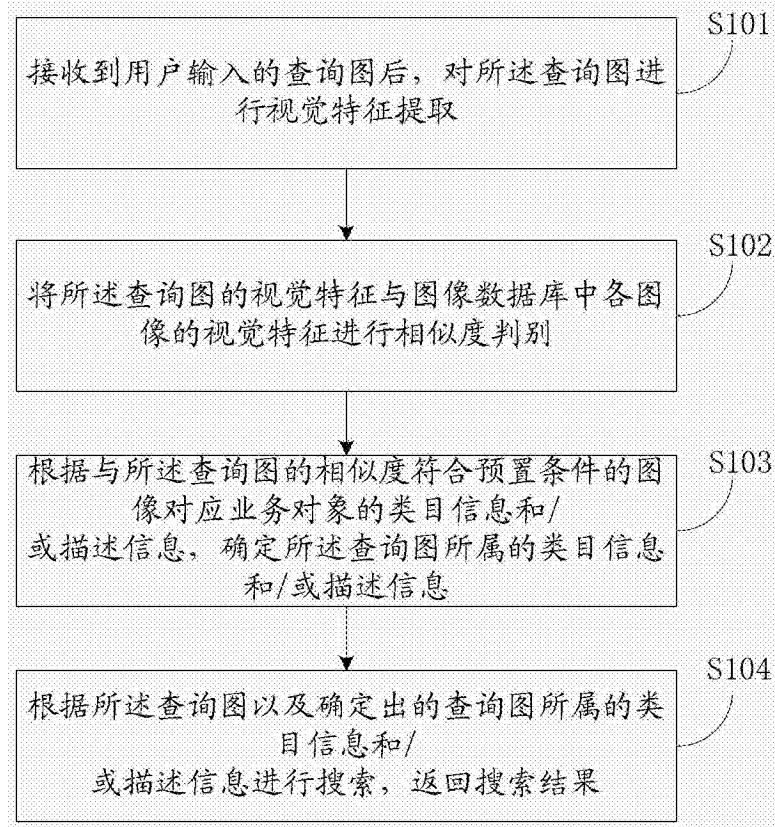 S101
接收到用户输入的查询图后，对所述查询图进
行视觉特征提取
S102
将所述查询图的视觉特征与图像数据库中各图
像的视觉特征进行相似度判别
S103
根据与所述查询图的相似度符合预置条件的图
像对应业务对象的类目信息和/
或描述信息，确定所述查询图所属的类目信息
和/或描述信息
S104
根据所述查询图以及确定出的查询图所属的类
目信息和/
或描述信息进行搜索，返回搜索结果